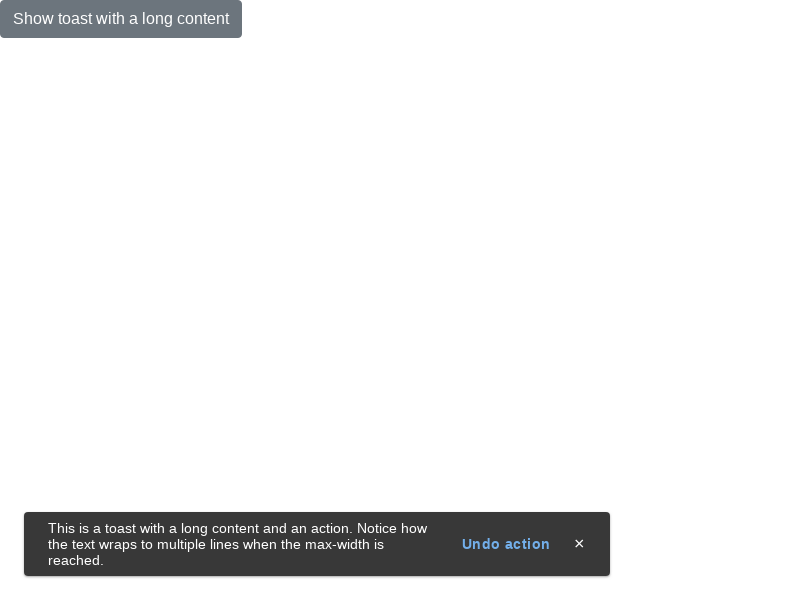 Show toast with a long content
This is a toast with a long content and an action. Notice how
the text wraps to multiple lines when the max-width is
reached.
Undo action
×